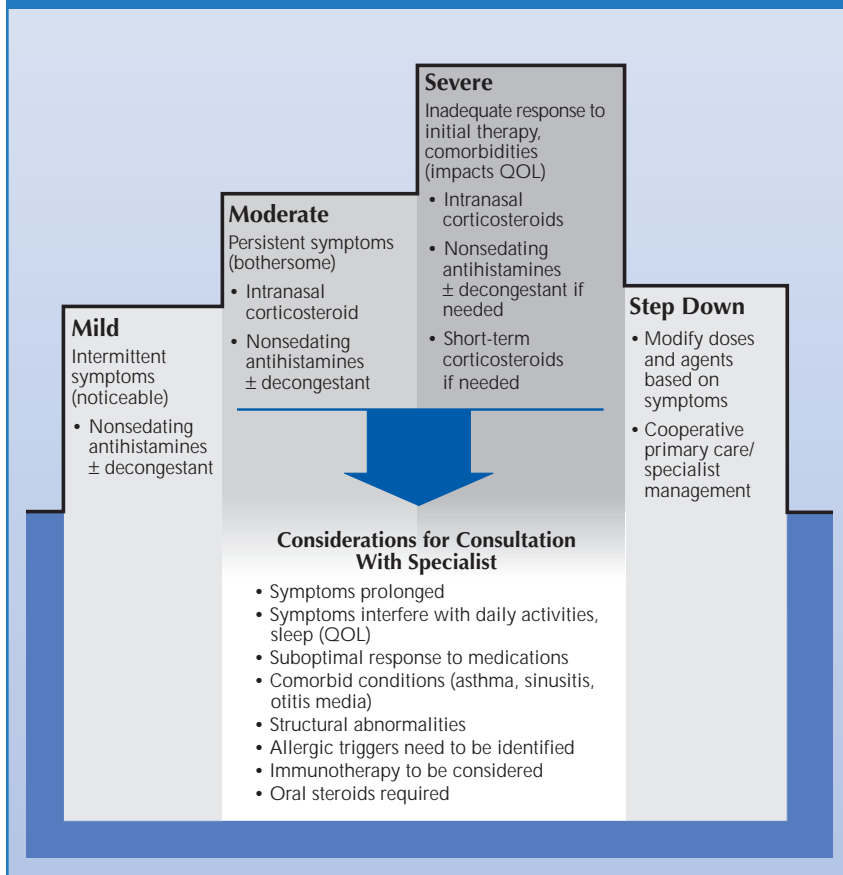 Mild
Intermittent
symptoms
(noticeable)
• Nonsedating
antihistamines
± decongestant
Moderate
Persistent symptoms
(bothersome)
• Intranasal
corticosteroid
• Nonsedating
antihistamines
± decongestant
Severe
Inadequate response to
initial therapy,
comorbidities
(impacts QOL)
• Intranasal
corticosteroids
• Nonsedating
antihistamines
± decongestant if
needed
• Short-term
corticosteroids
if needed
Step Down
• Modify doses
and agents
based on
symptoms
• Cooperative
primary care/
specialist
management
Considerations for Consultation
With Specialist
• Symptoms prolonged
• Symptoms interfere with daily activities,
sleep (QOL)
• Suboptimal response to medications
• Comorbid conditions (asthma, sinusitis,
otitis media)
• Structural abnormalities
• Allergic triggers need to be identified
• Immunotherapy to be considered
• Oral steroids required